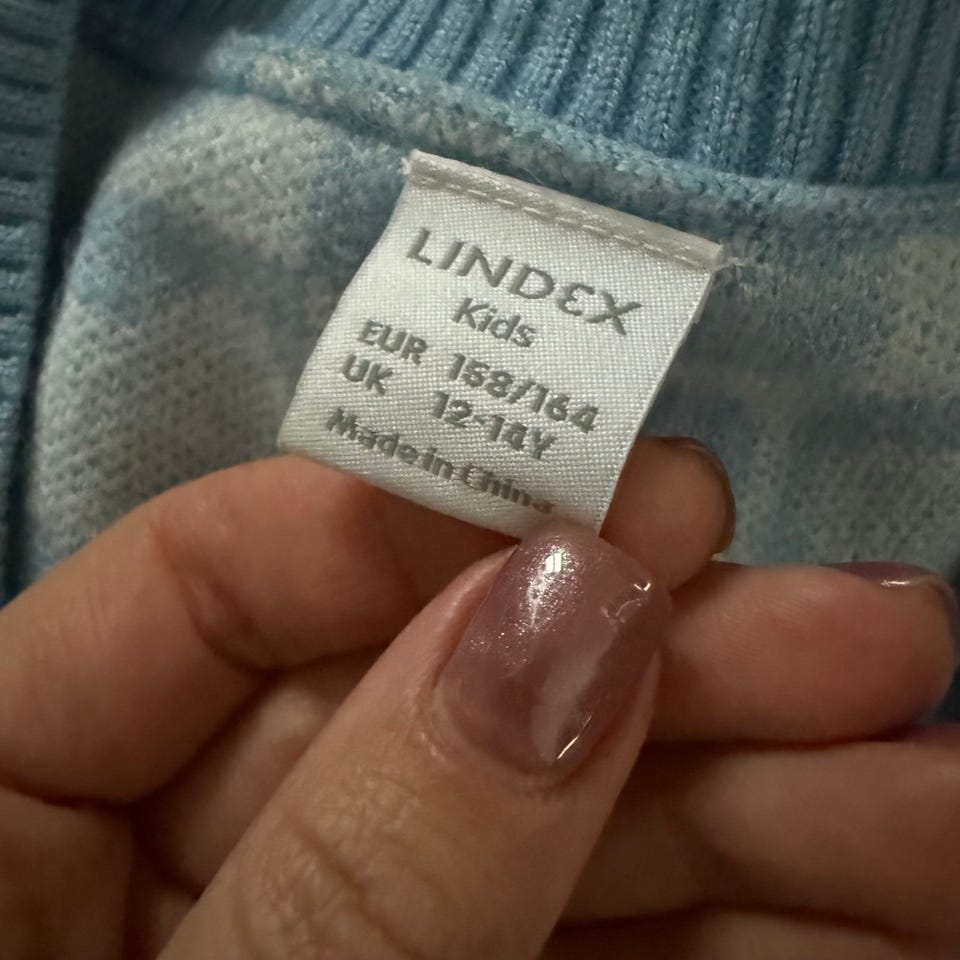 LINDEX
Kids
EUR 158/164
UK 12-14Y
Made in China